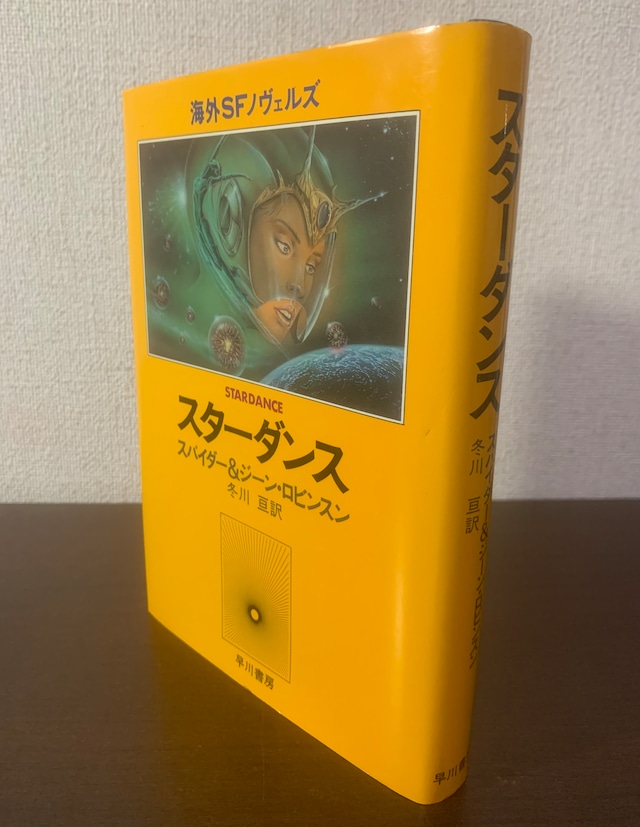 海外SFノヴェルズ
STARDANCE
スターダンス
スパイダー&ジーン・ロビンスン
冬川 亘訳
早川書房
スターダンス
スパイダー&ジーン・ロビンスン
冬川 亘訳
早川書